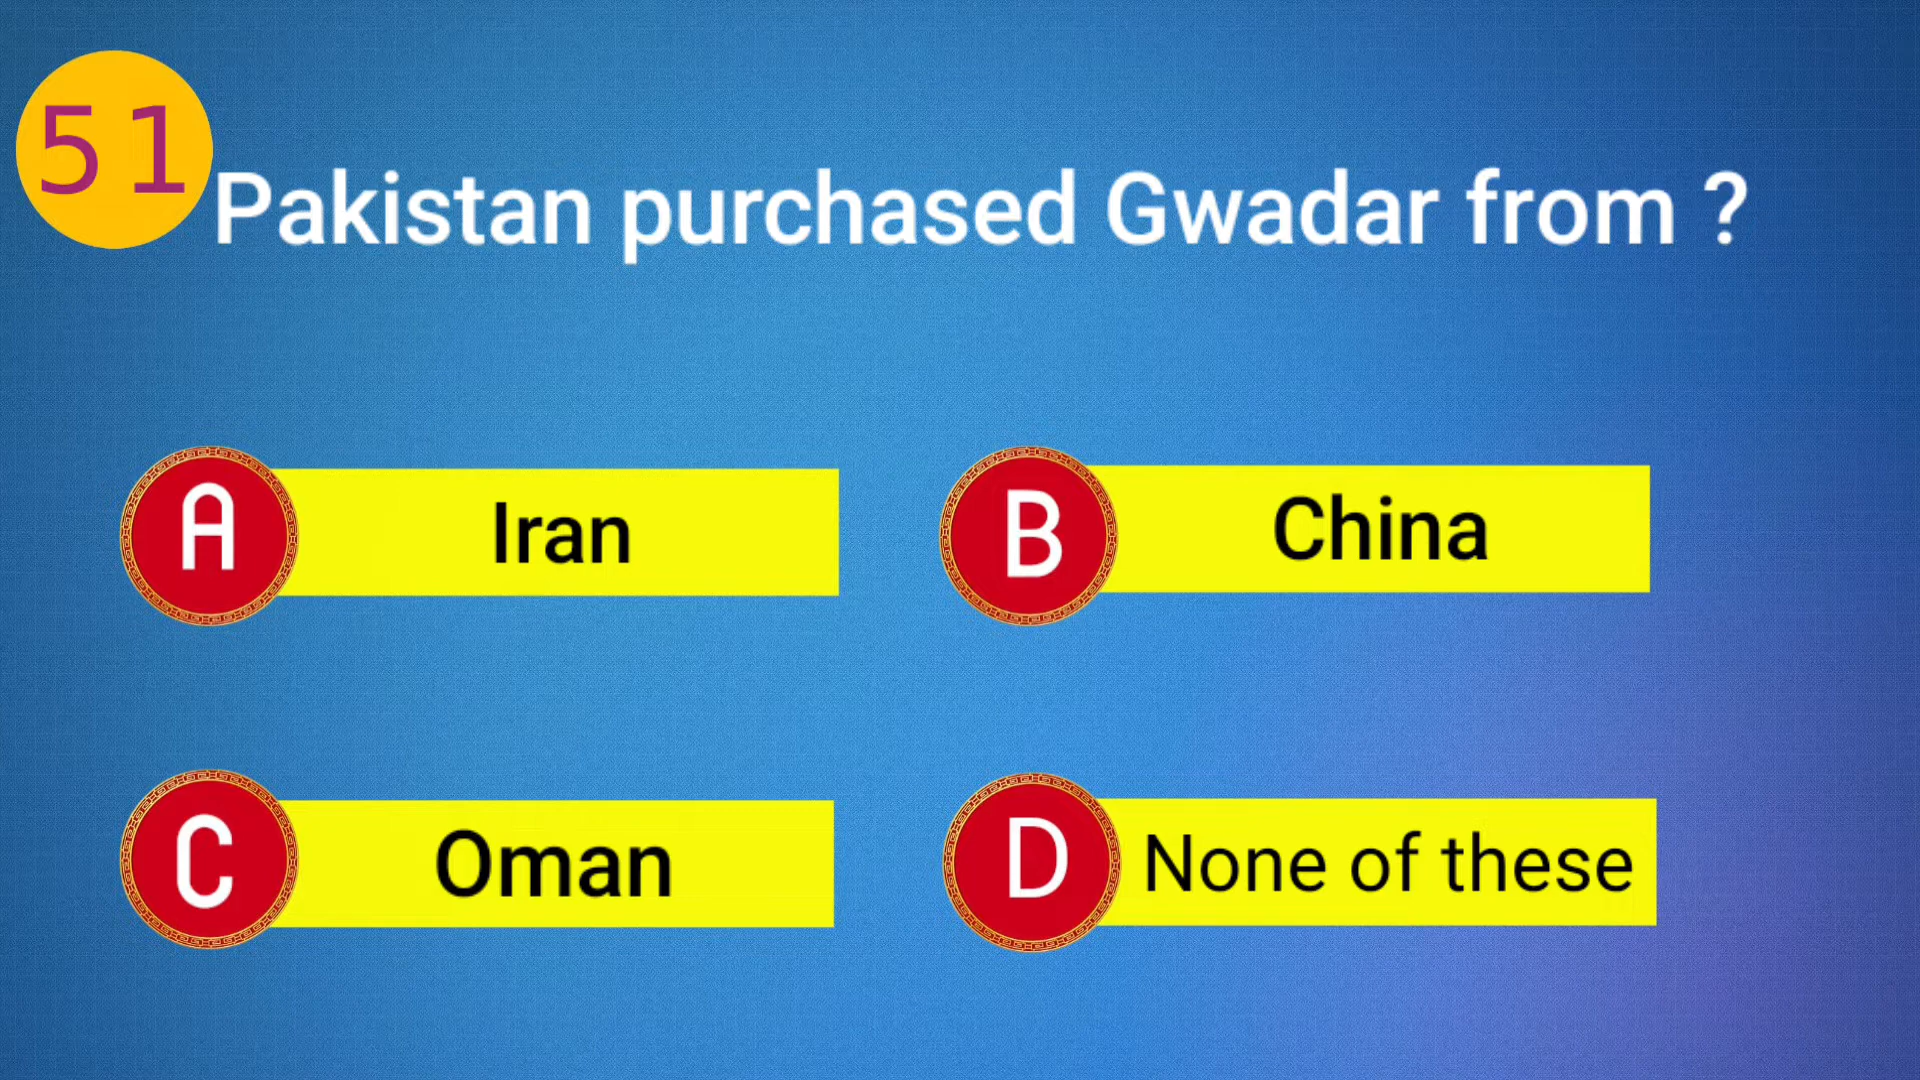 51
Pakistan purchased Gwadar from ?
A Iran
B China
C Oman
D None of these